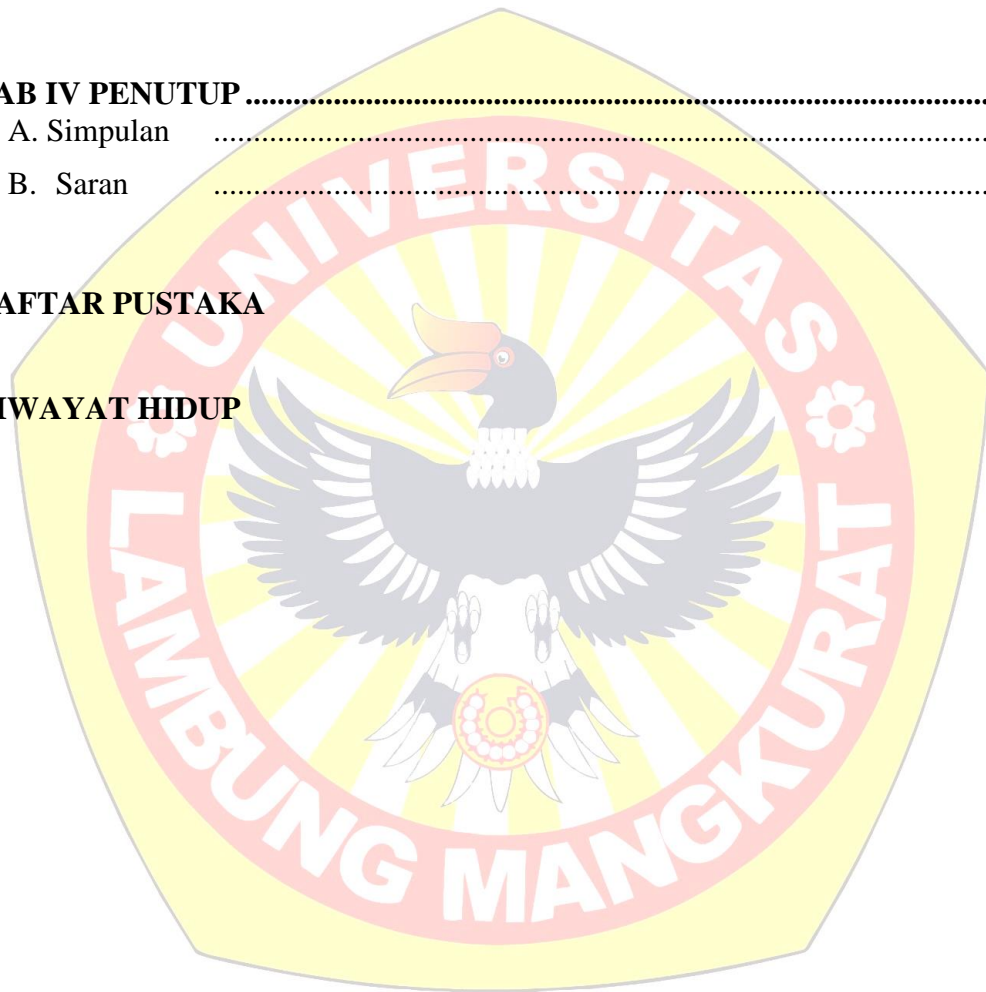 AB IV PENUTUP ................................................................................................
A. Simpulan ................................................................................................
B. Saran ................................................................................................
AFTAR PUSTAKA
IWAYAT HIDUP
UNIVERSITAS
LAMBUNG MANGKURAT